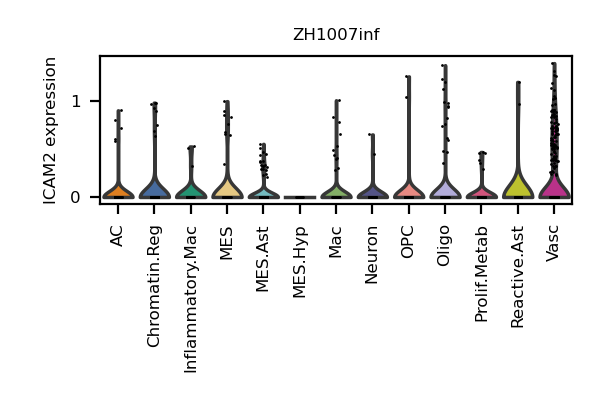 ZH1007inf
ICAM2 expression
1
0
AC
Chromatin.Reg
Inflammatory.Mac
MES
MES.Ast
MES.Hyp
Mac
Neuron
OPC
Oligo
Prolif.Metab
Reactive.Ast
Vasc